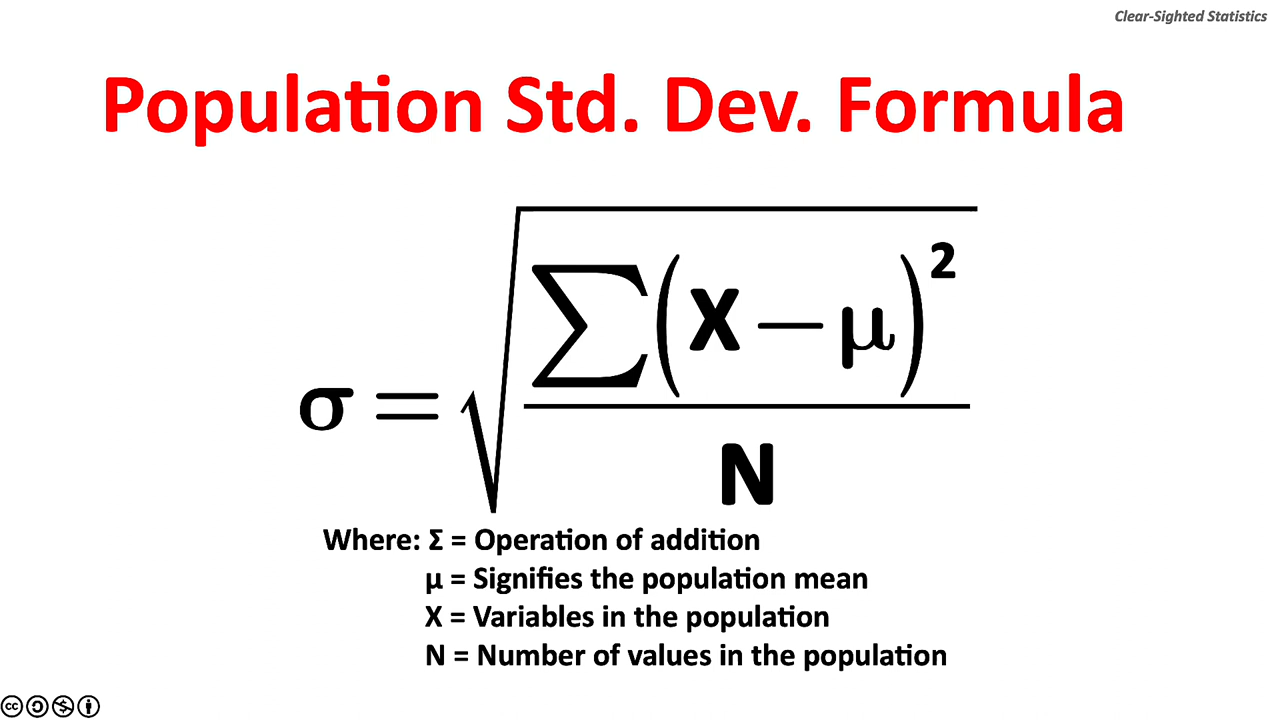 Clear-Sighted Statistics
Population Std. Dev. Formula
σ = √(∑(X − μ)² / N)
Where: Σ = Operation of addition
μ = Signifies the population mean
X = Variables in the population
N = Number of values in the population
cc